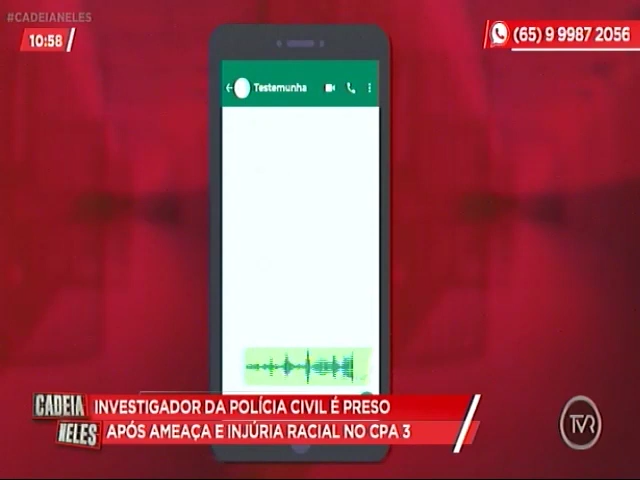 #CADEIANELES
10:58
(65) 9 9987 2056
Testemunha
CADEIA
NELES
INVESTIGADOR DA POLÍCIA CIVIL É PRESO
APÓS AMEAÇA E INJÚRIA RACIAL NO CPA 3
TVR